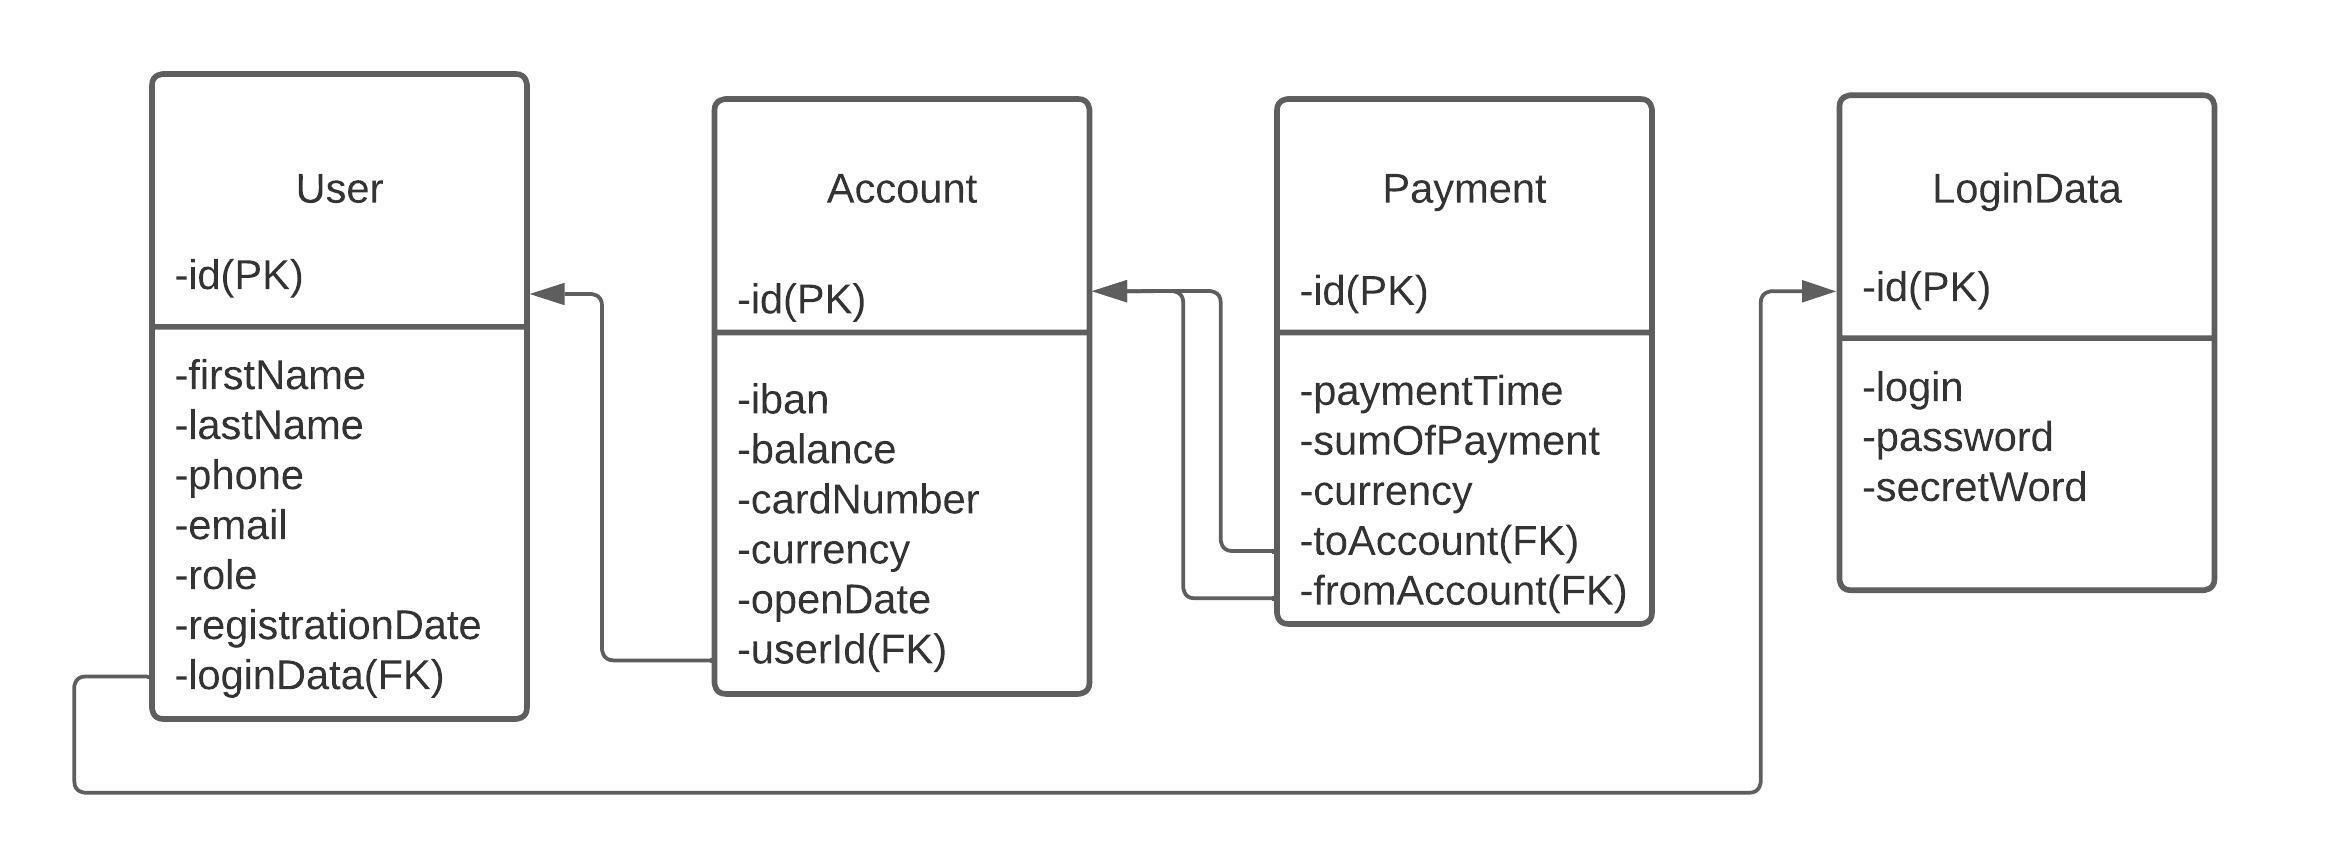 User
-id(PK)
-firstName
-lastName
-phone
-email
-role
-registrationDate
-loginData(FK)
Account
-id(PK)
-iban
-balance
-cardNumber
-currency
-openDate
-userId(FK)
Payment
-id(PK)
-paymentTime
-sumOfPayment
-currency
-toAccount(FK)
-fromAccount(FK)
LoginData
-id(PK)
-login
-password
-secretWord